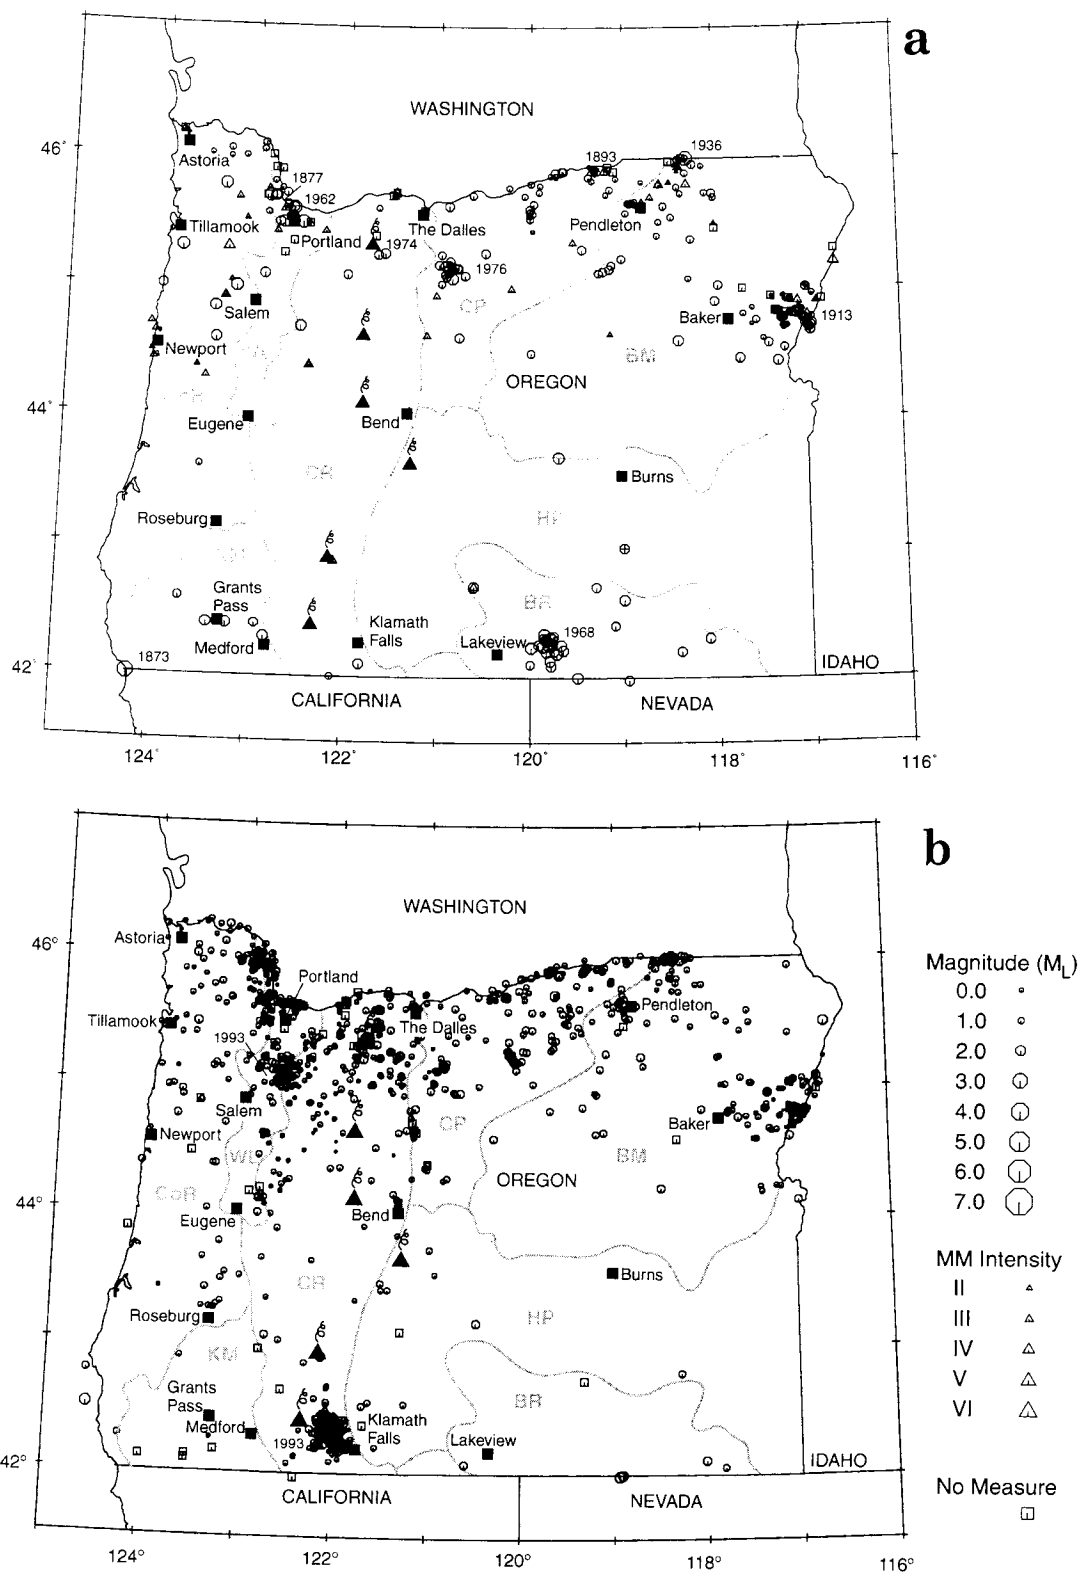 a
WASHINGTON
46°
1936
1893
Astoria
1877
1962
Tillamook
Portland
1974
The Dalles
Pendleton
1976
CP
Salem
Baker
1913
Newport
BM
OREGON
44°
Eugene
Bend
CR
Burns
Roseburg
HP
Grants
Pass
BR
Klamath
Falls
1968
Medford
Lakeview
1873
42°
IDAHO
CALIFORNIA
NEVADA
124°
122°
120°
118°
116°
b
WASHINGTON
46°
Astoria
Portland
Tillamook
The Dalles
Pendleton
1993
Salem
Baker
CP
Newport
WL
BM
CoR
OREGON
44°
Eugene
Bend
CR
Burns
Roseburg
HP
KM
Grants
Pass
BR
Medford
Klamath
Falls
1993
Lakeview
42°
IDAHO
CALIFORNIA
NEVADA
124°
122°
120°
118°
116°
Magnitude (ML)
0.0
1.0
2.0
3.0
4.0
5.0
6.0
7.0
MM Intensity
II
III
IV
V
VI
No Measure